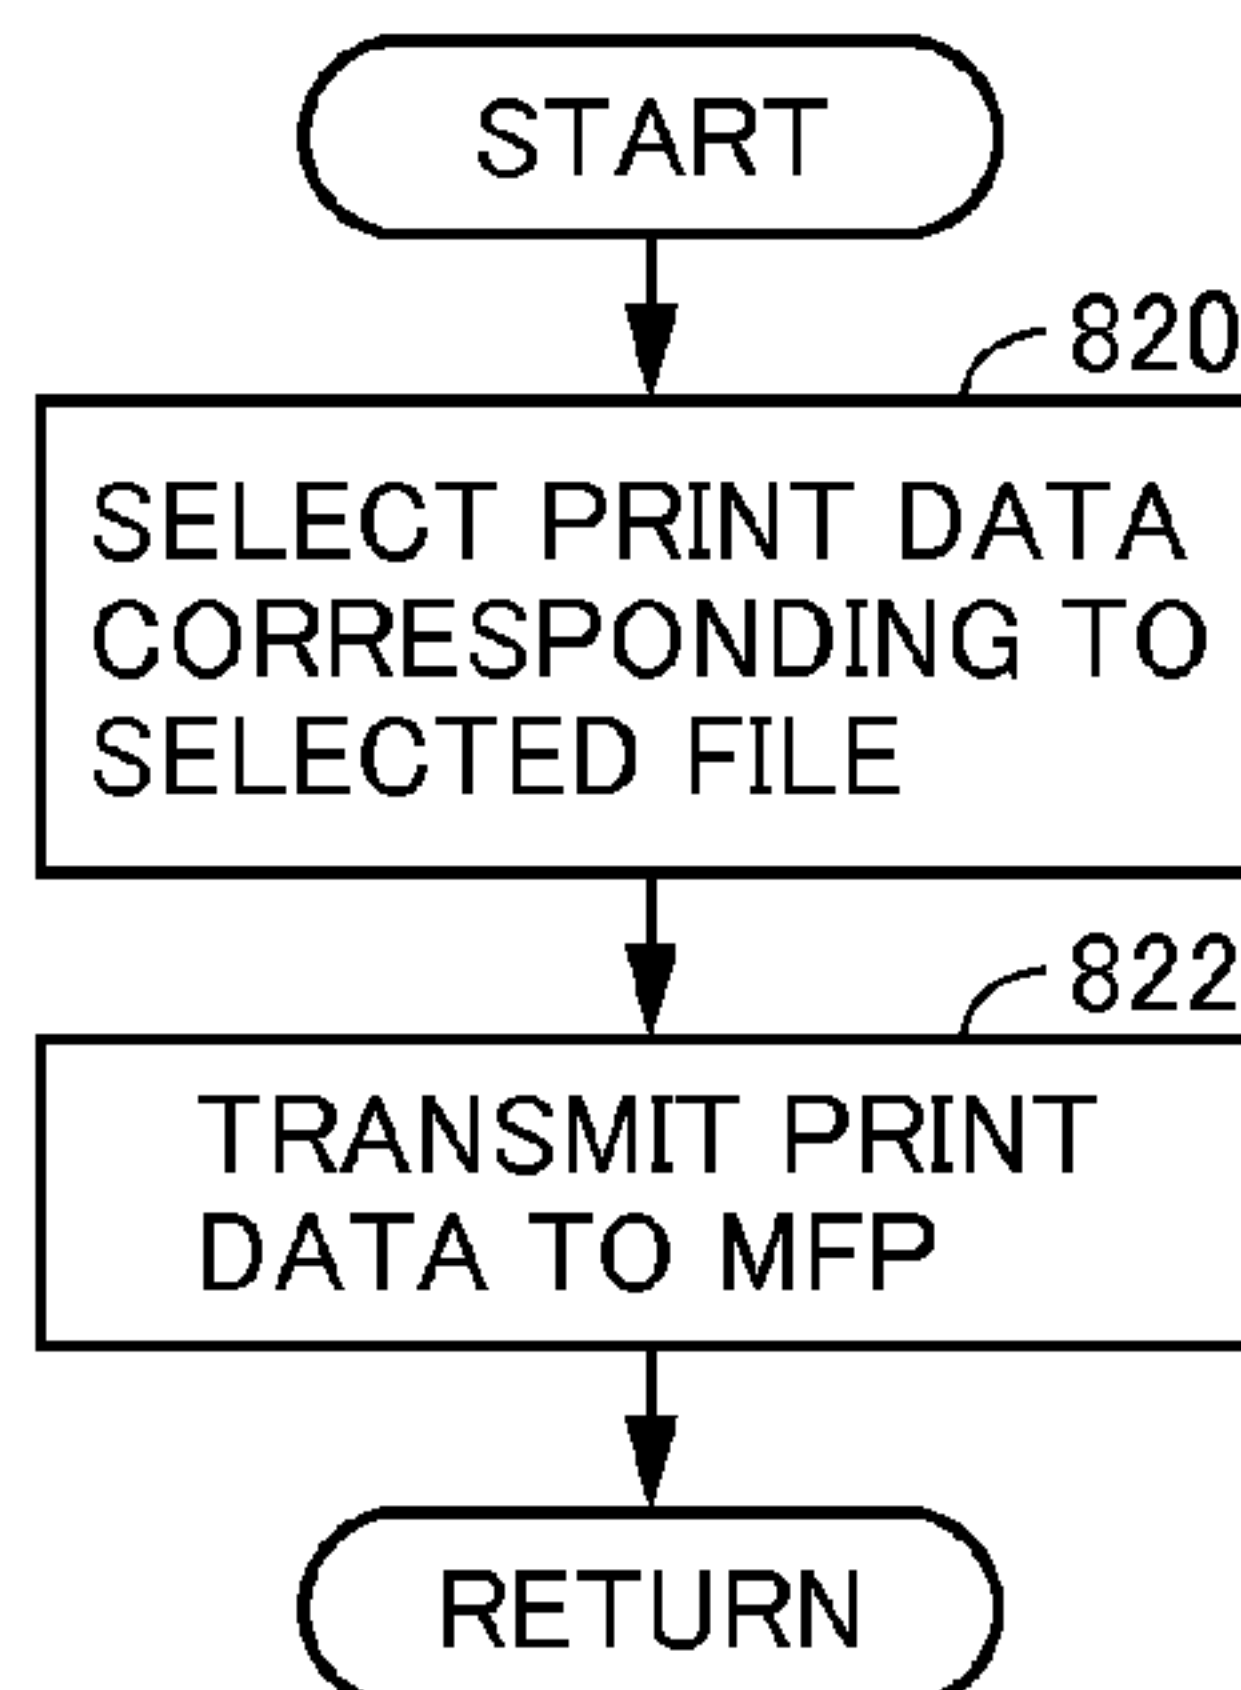 START
820
SELECT PRINT DATA
CORRESPONDING TO
SELECTED FILE
822
TRANSMIT PRINT
DATA TO MFP
RETURN